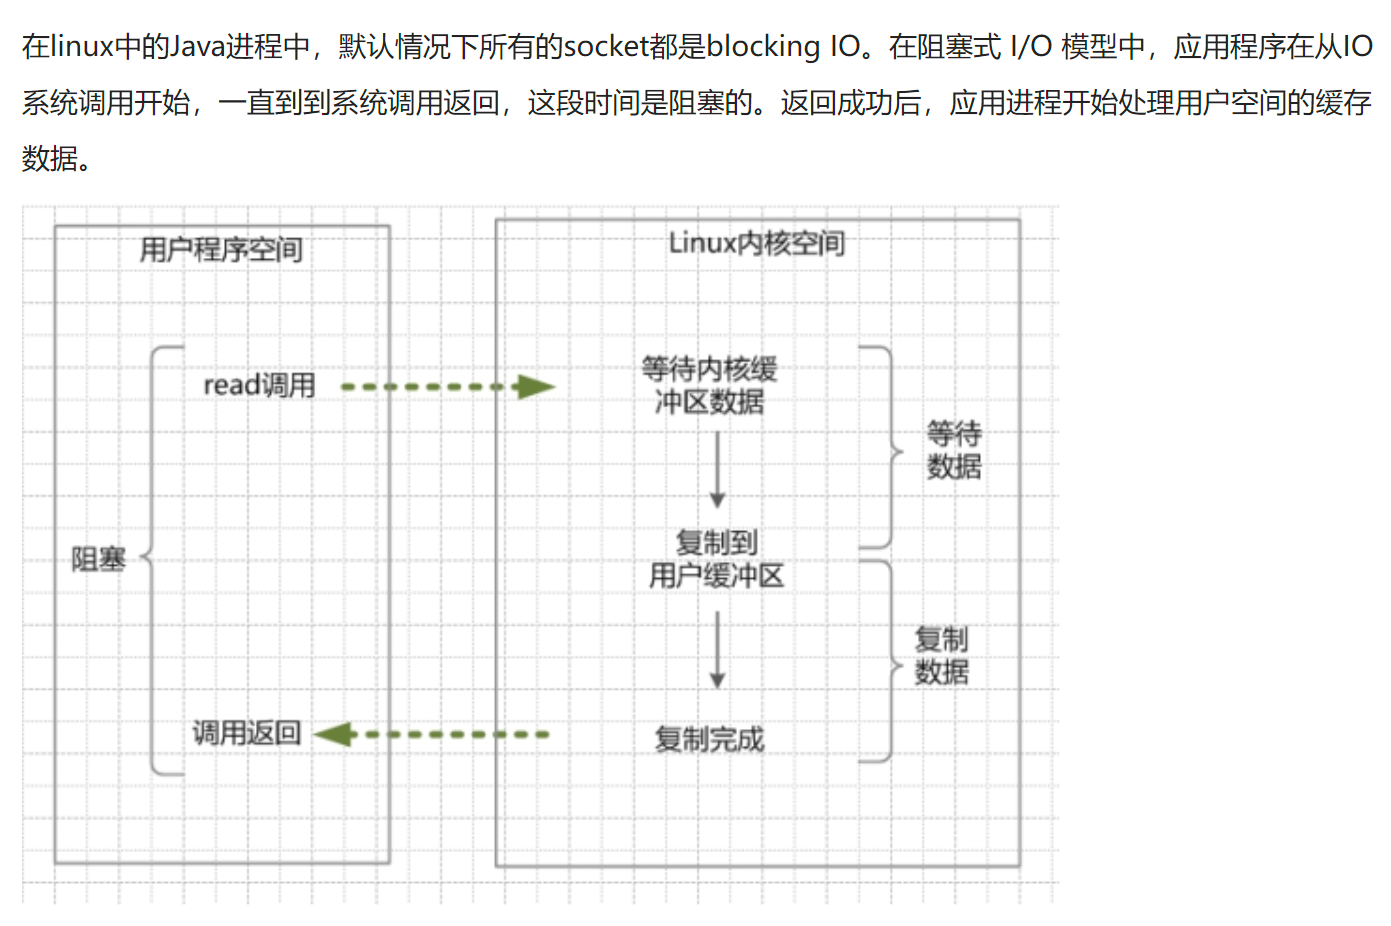 在linux中的Java进程中，默认情况下所有的socket都是blocking IO。在阻塞式 I/O 模型中，应用程序在从IO
系统调用开始，一直到到系统调用返回，这段时间是阻塞的。返回成功后，应用进程开始处理用户空间的缓存
数据。
用户程序空间
Linux内核空间
read调用
等待内核缓
冲区数据
等待
数据
阻塞
复制到
用户缓冲区
复制
数据
调用返回
复制完成